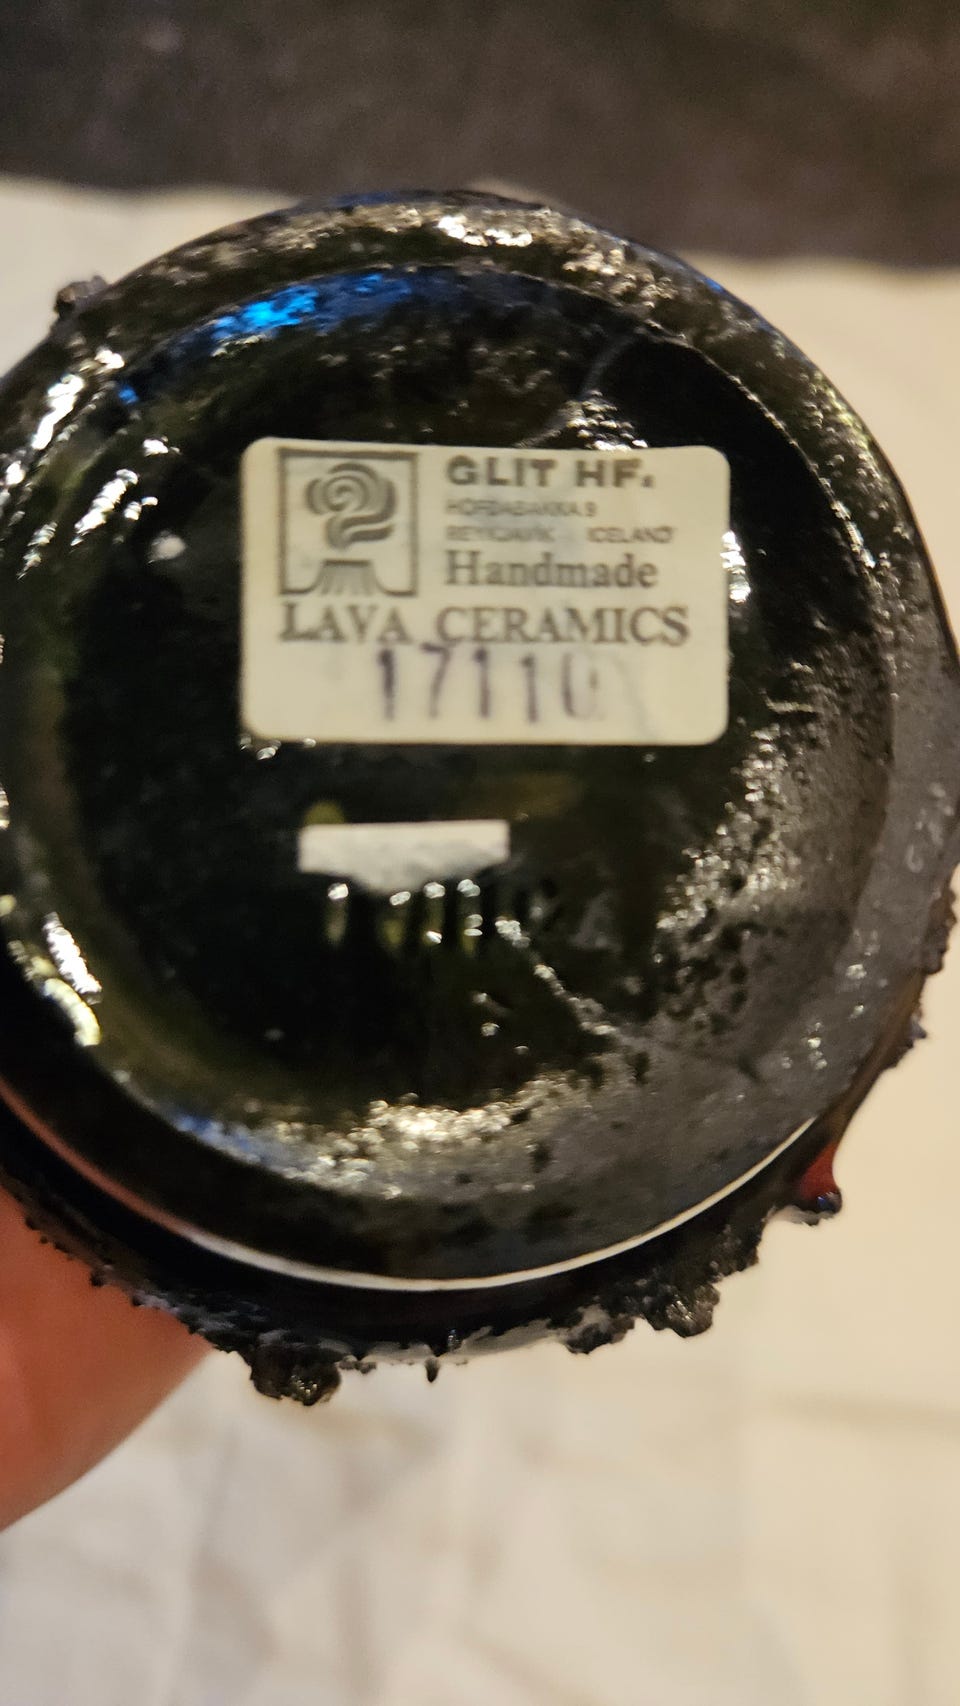 GLIT HF.
HOFDABAKKA 9
REYKJAVIK ICELAND
Handmade
LAVA CERAMICS
17110